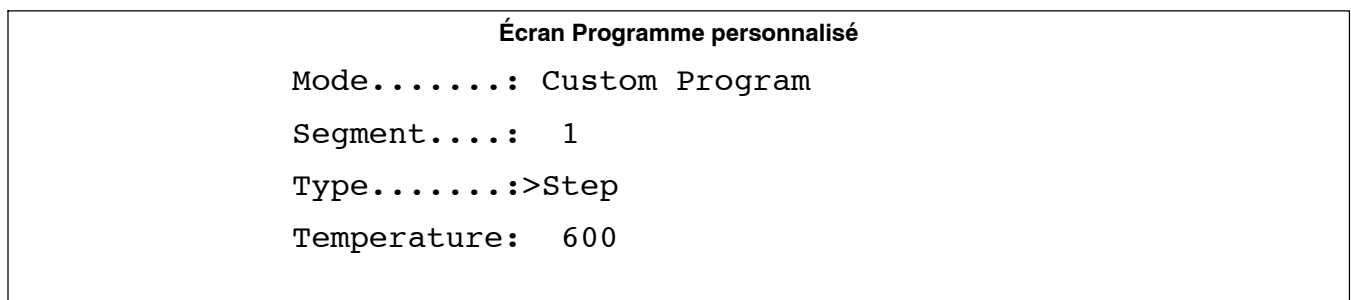 Écran Programme personnalisé
Mode.......: Custom Program
Segment....:  1
Type.......:>Step
Temperature:  600